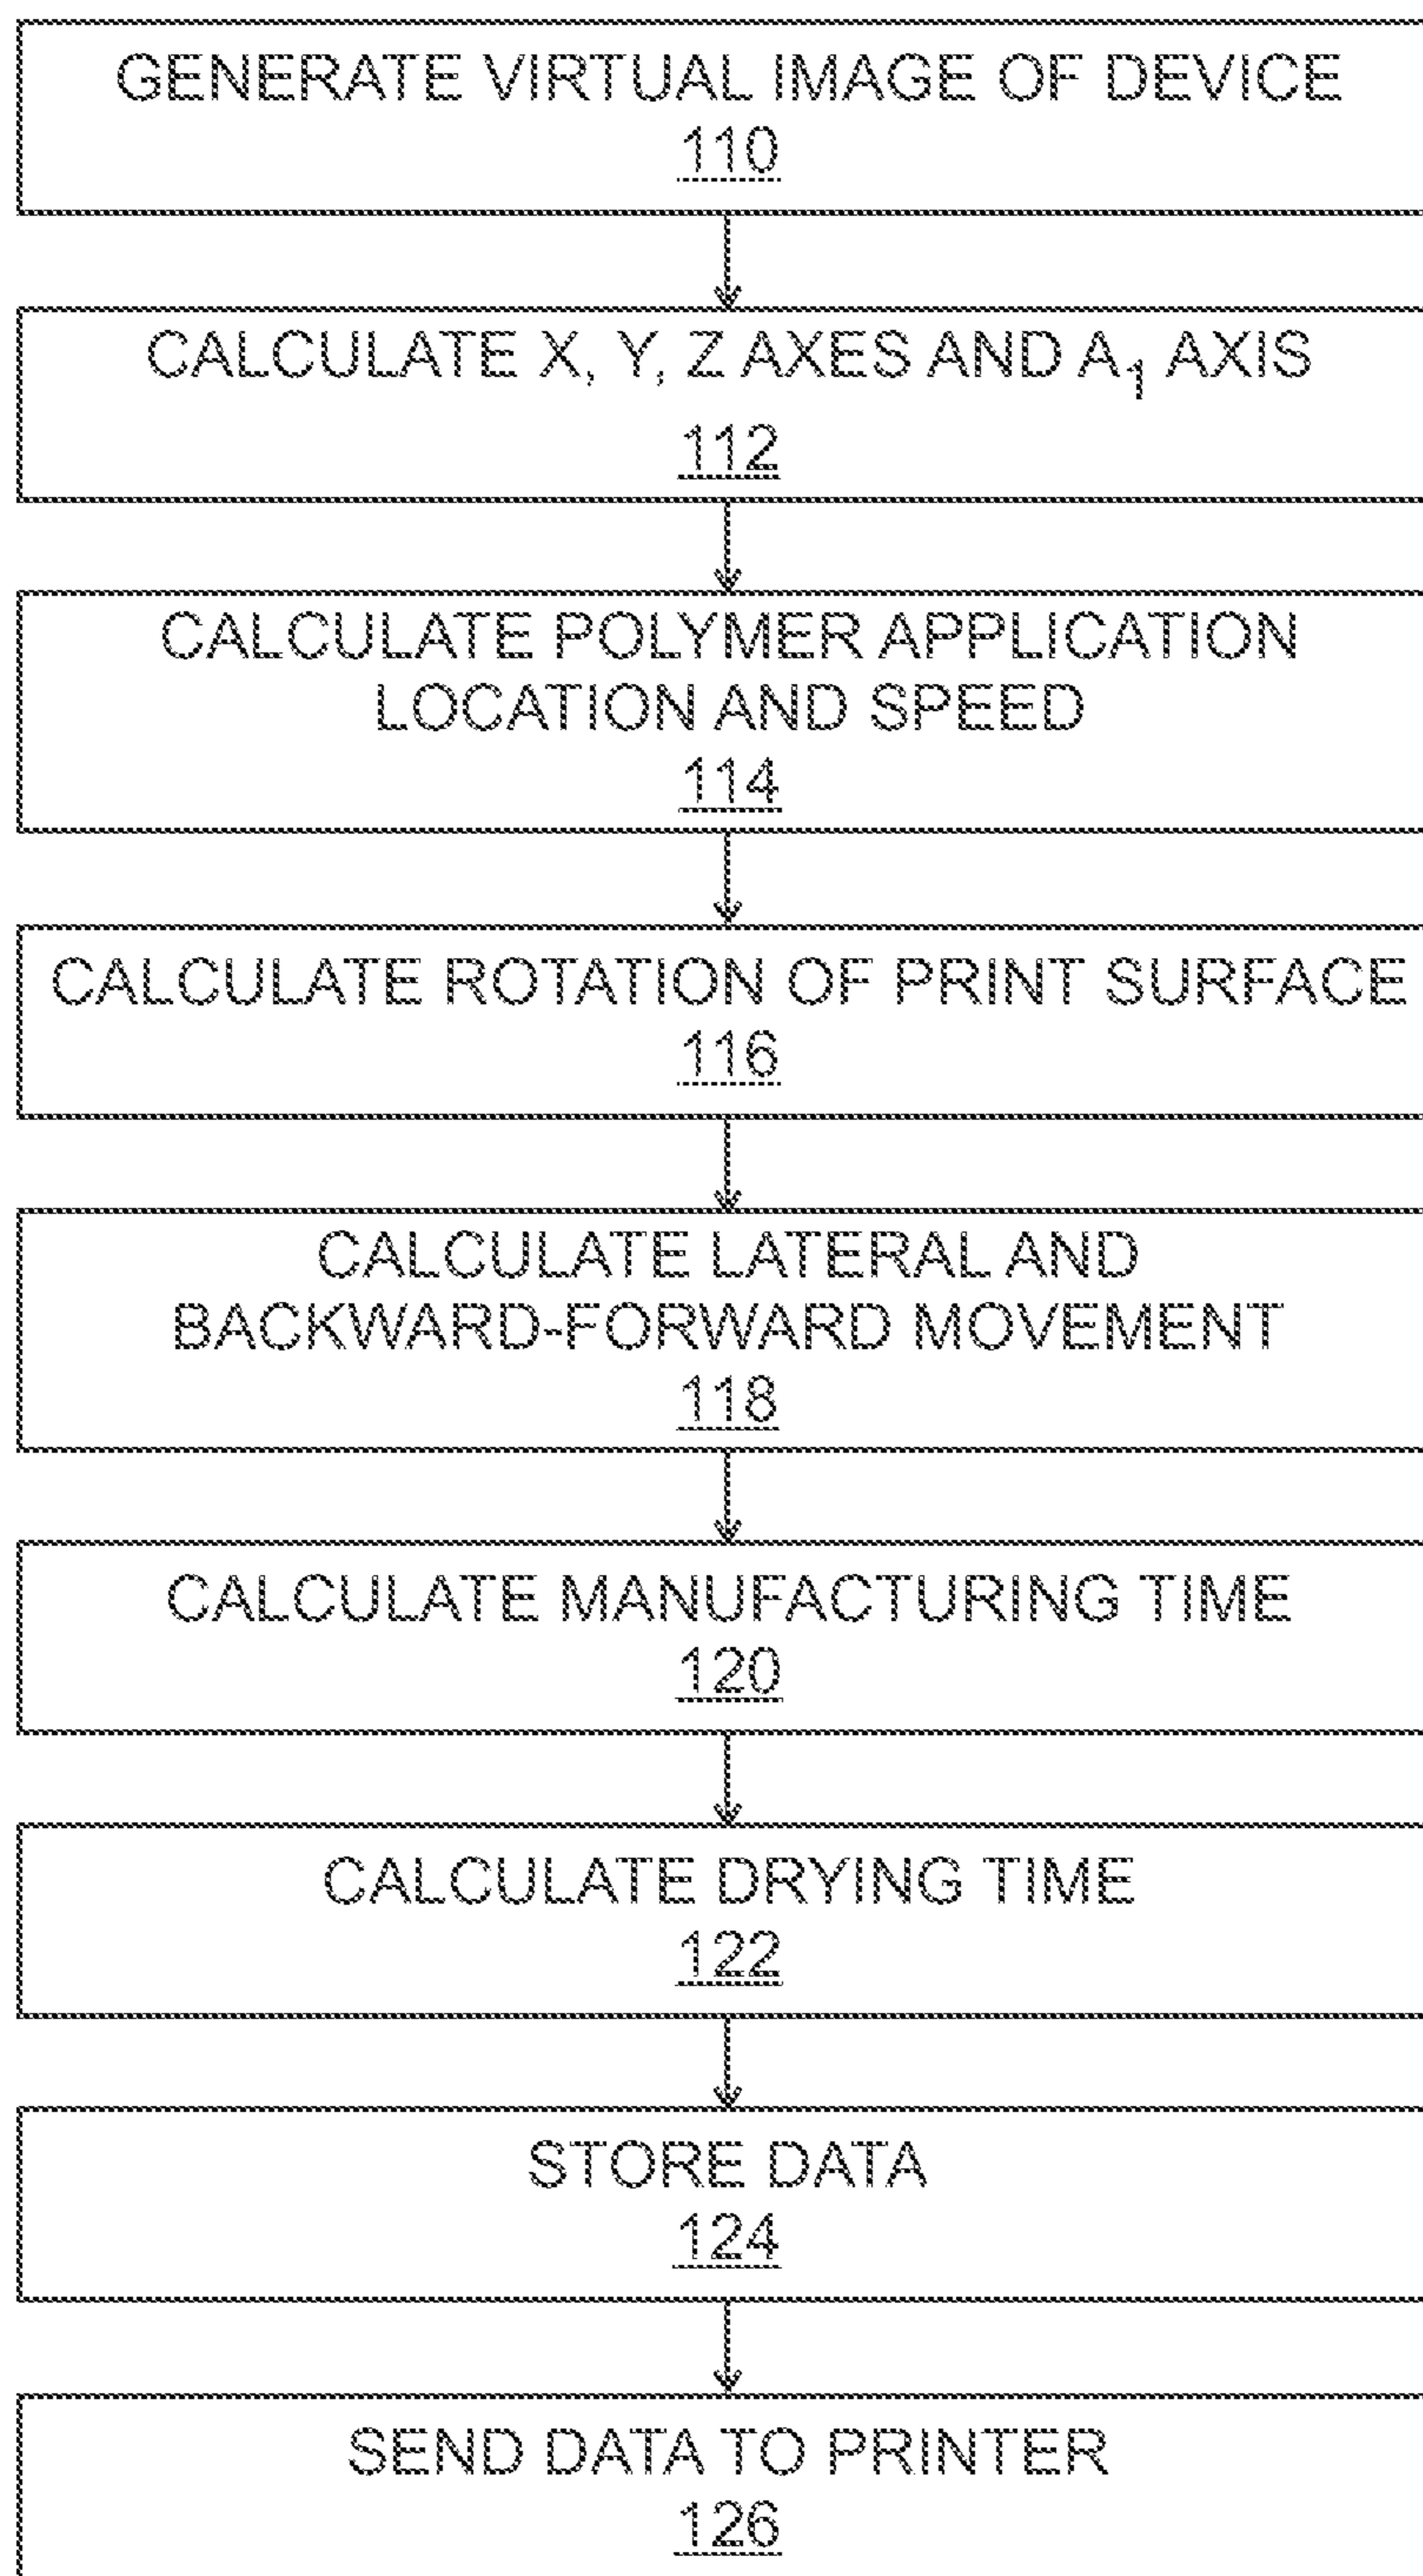 GENERATE VIRTUAL IMAGE OF DEVICE
110
CALCULATE X, Y, Z AXES AND A₁ AXIS
112
CALCULATE POLYMER APPLICATION
LOCATION AND SPEED
114
CALCULATE ROTATION OF PRINT SURFACE
116
CALCULATE LATERAL AND
BACKWARD-FORWARD MOVEMENT
118
CALCULATE MANUFACTURING TIME
120
CALCULATE DRYING TIME
122
STORE DATA
124
SEND DATA TO PRINTER
126